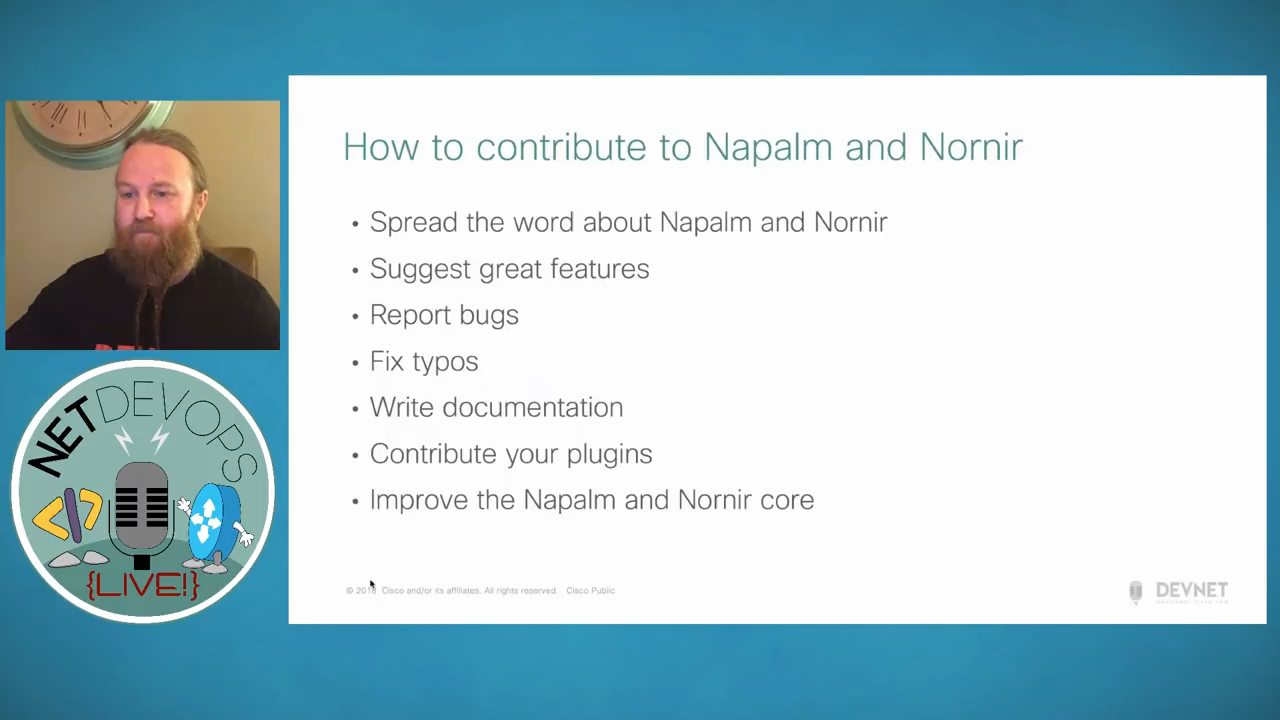 How to contribute to Napalm and Nornir
• Spread the word about Napalm and Nornir
• Suggest great features
• Report bugs
• Fix typos
• Write documentation
• Contribute your plugins
• Improve the Napalm and Nornir core
© 2018 Cisco and/or its affiliates. All rights reserved. Cisco Public
DEVNET
NETDEVOPS
{LIVE!}